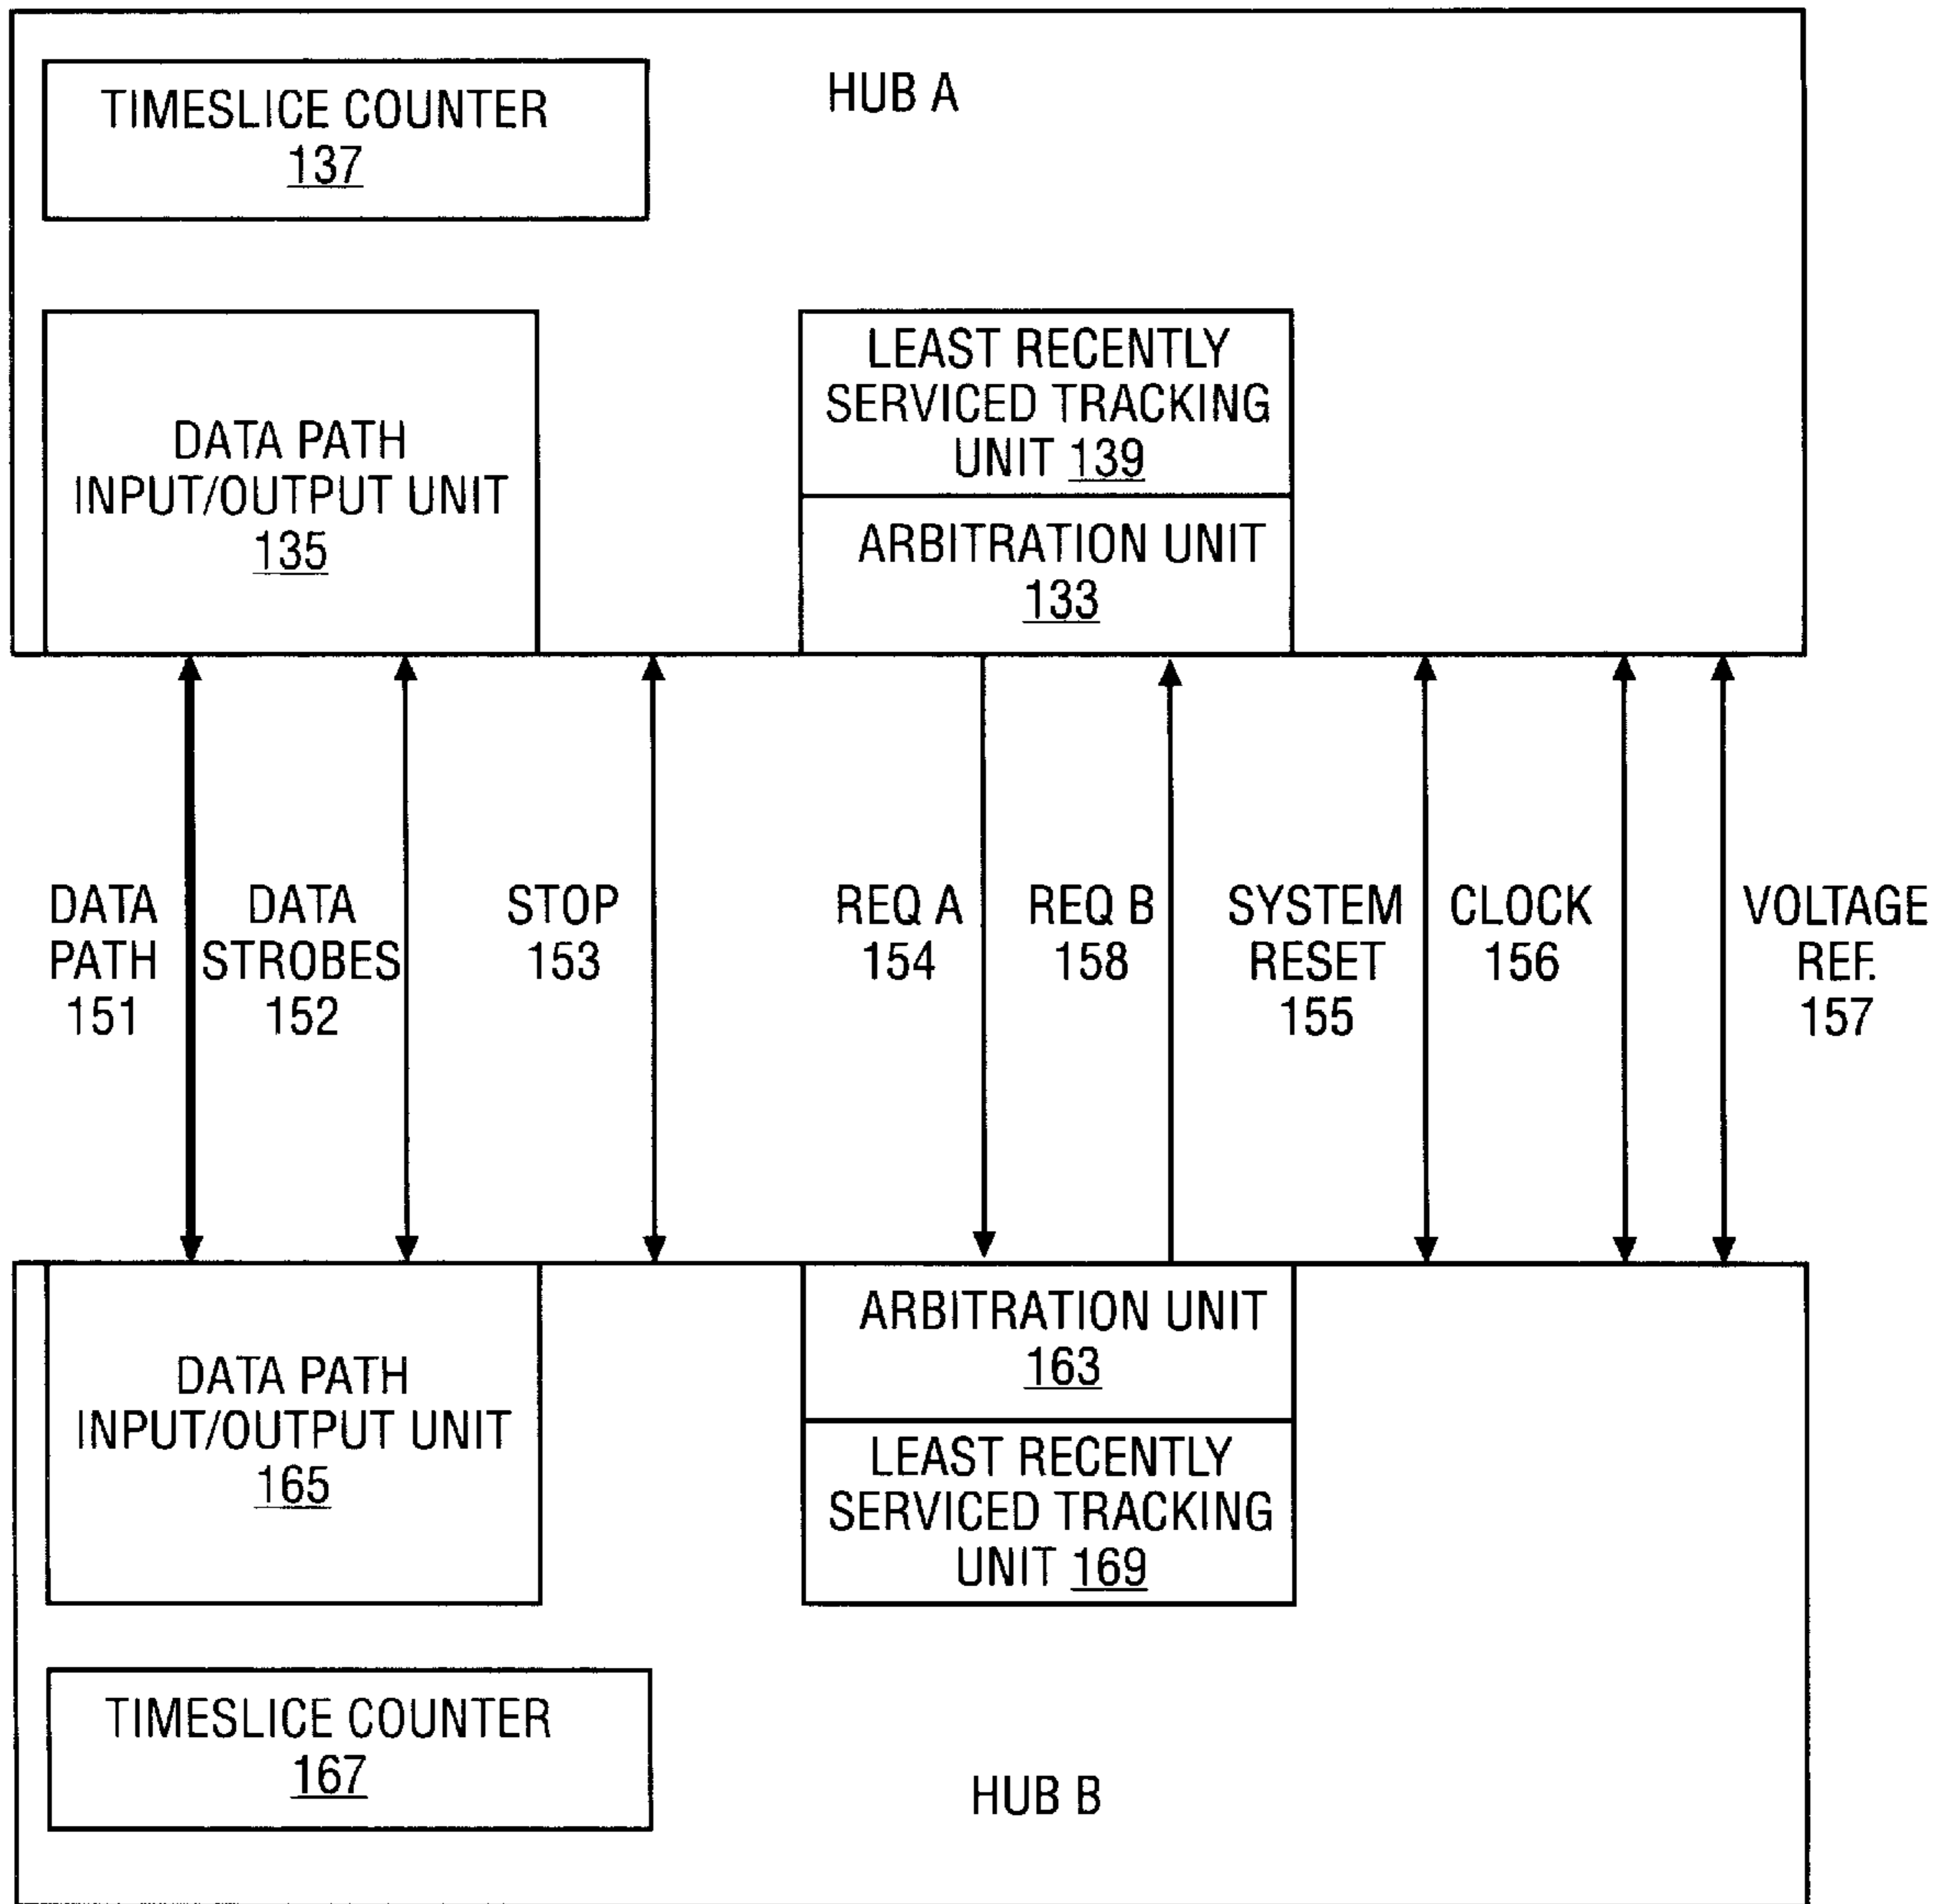 TIMESLICE COUNTER
137
HUB A
DATA PATH
INPUT/OUTPUT UNIT
135
LEAST RECENTLY
SERVICED TRACKING
UNIT 139
ARBITRATION UNIT
133
DATA
PATH
151
DATA
STROBES
152
STOP
153
REQ A
154
REQ B
158
SYSTEM
RESET
155
CLOCK
156
VOLTAGE
REF.
157
DATA PATH
INPUT/OUTPUT UNIT
165
ARBITRATION UNIT
163
LEAST RECENTLY
SERVICED TRACKING
UNIT 169
TIMESLICE COUNTER
167
HUB B